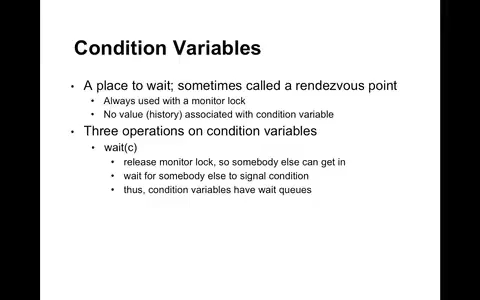 Condition Variables
• A place to wait; sometimes called a rendezvous point
• Always used with a monitor lock
• No value (history) associated with condition variable
• Three operations on condition variables
• wait(c)
• release monitor lock, so somebody else can get in
• wait for somebody else to signal condition
• thus, condition variables have wait queues